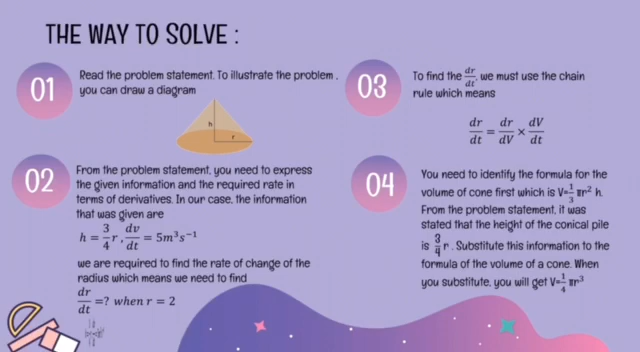 THE WAY TO SOLVE :
01
Read the problem statement. To illustrate the problem ,
you can draw a diagram
h
r
02
From the problem statement, you need to express
the given information and the required rate in
terms of derivatives. In our case, the information
that was given are
h = 3/4 r , dv/dt = 5m³s⁻¹
we are required to find the rate of change of the
radius which means we need to find
dr/dt =? when r = 2
03
To find the dr/dt, we must use the chain
rule which means
dr/dt = dr/dV × dV/dt
04
You need to identify the formula for the
volume of cone first which is V=1/3 πr² h.
From the problem statement, it was
stated that the height of the conical pile
is 3/4 r . Substitute this information to the
formula of the volume of a cone. When
you substitute, you will get V=1/4 πr³